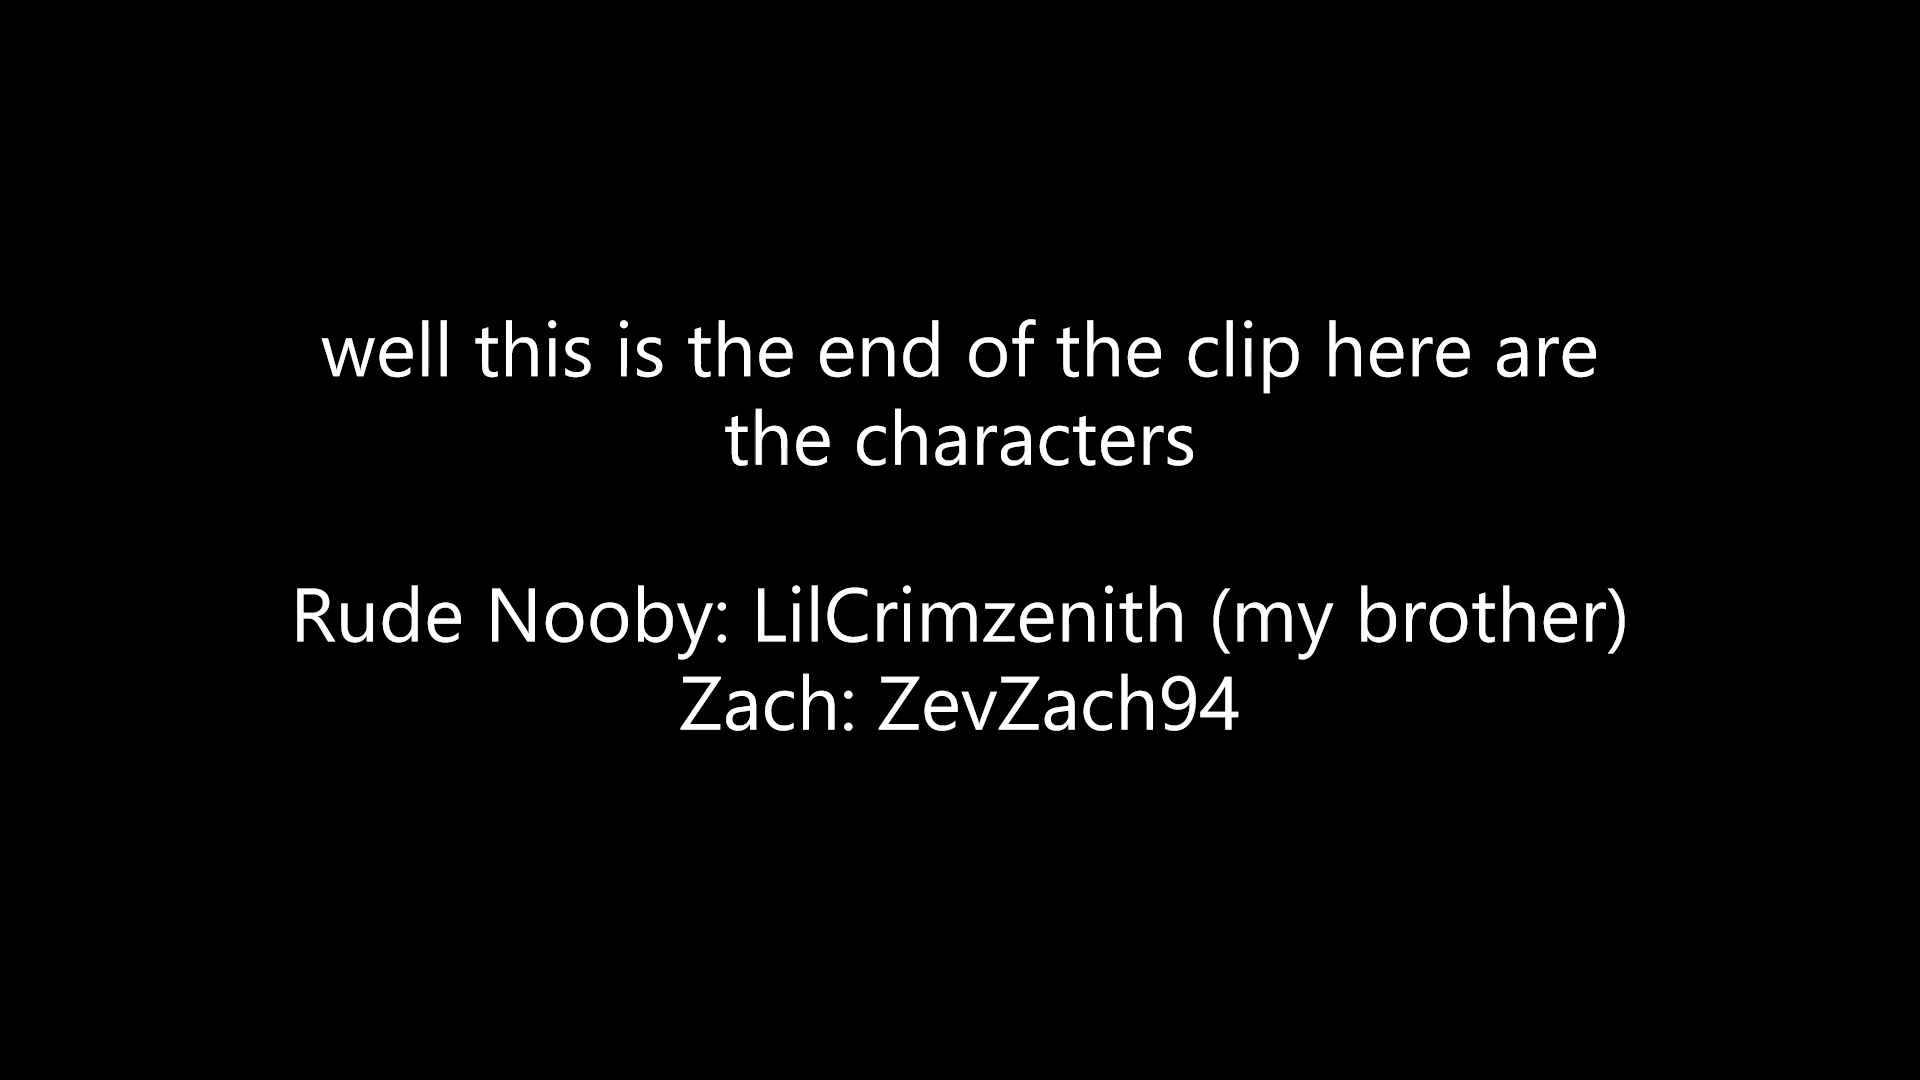 well this is the end of the clip here are
the characters
Rude Nooby: LilCrimzenith (my brother)
Zach: ZevZach94